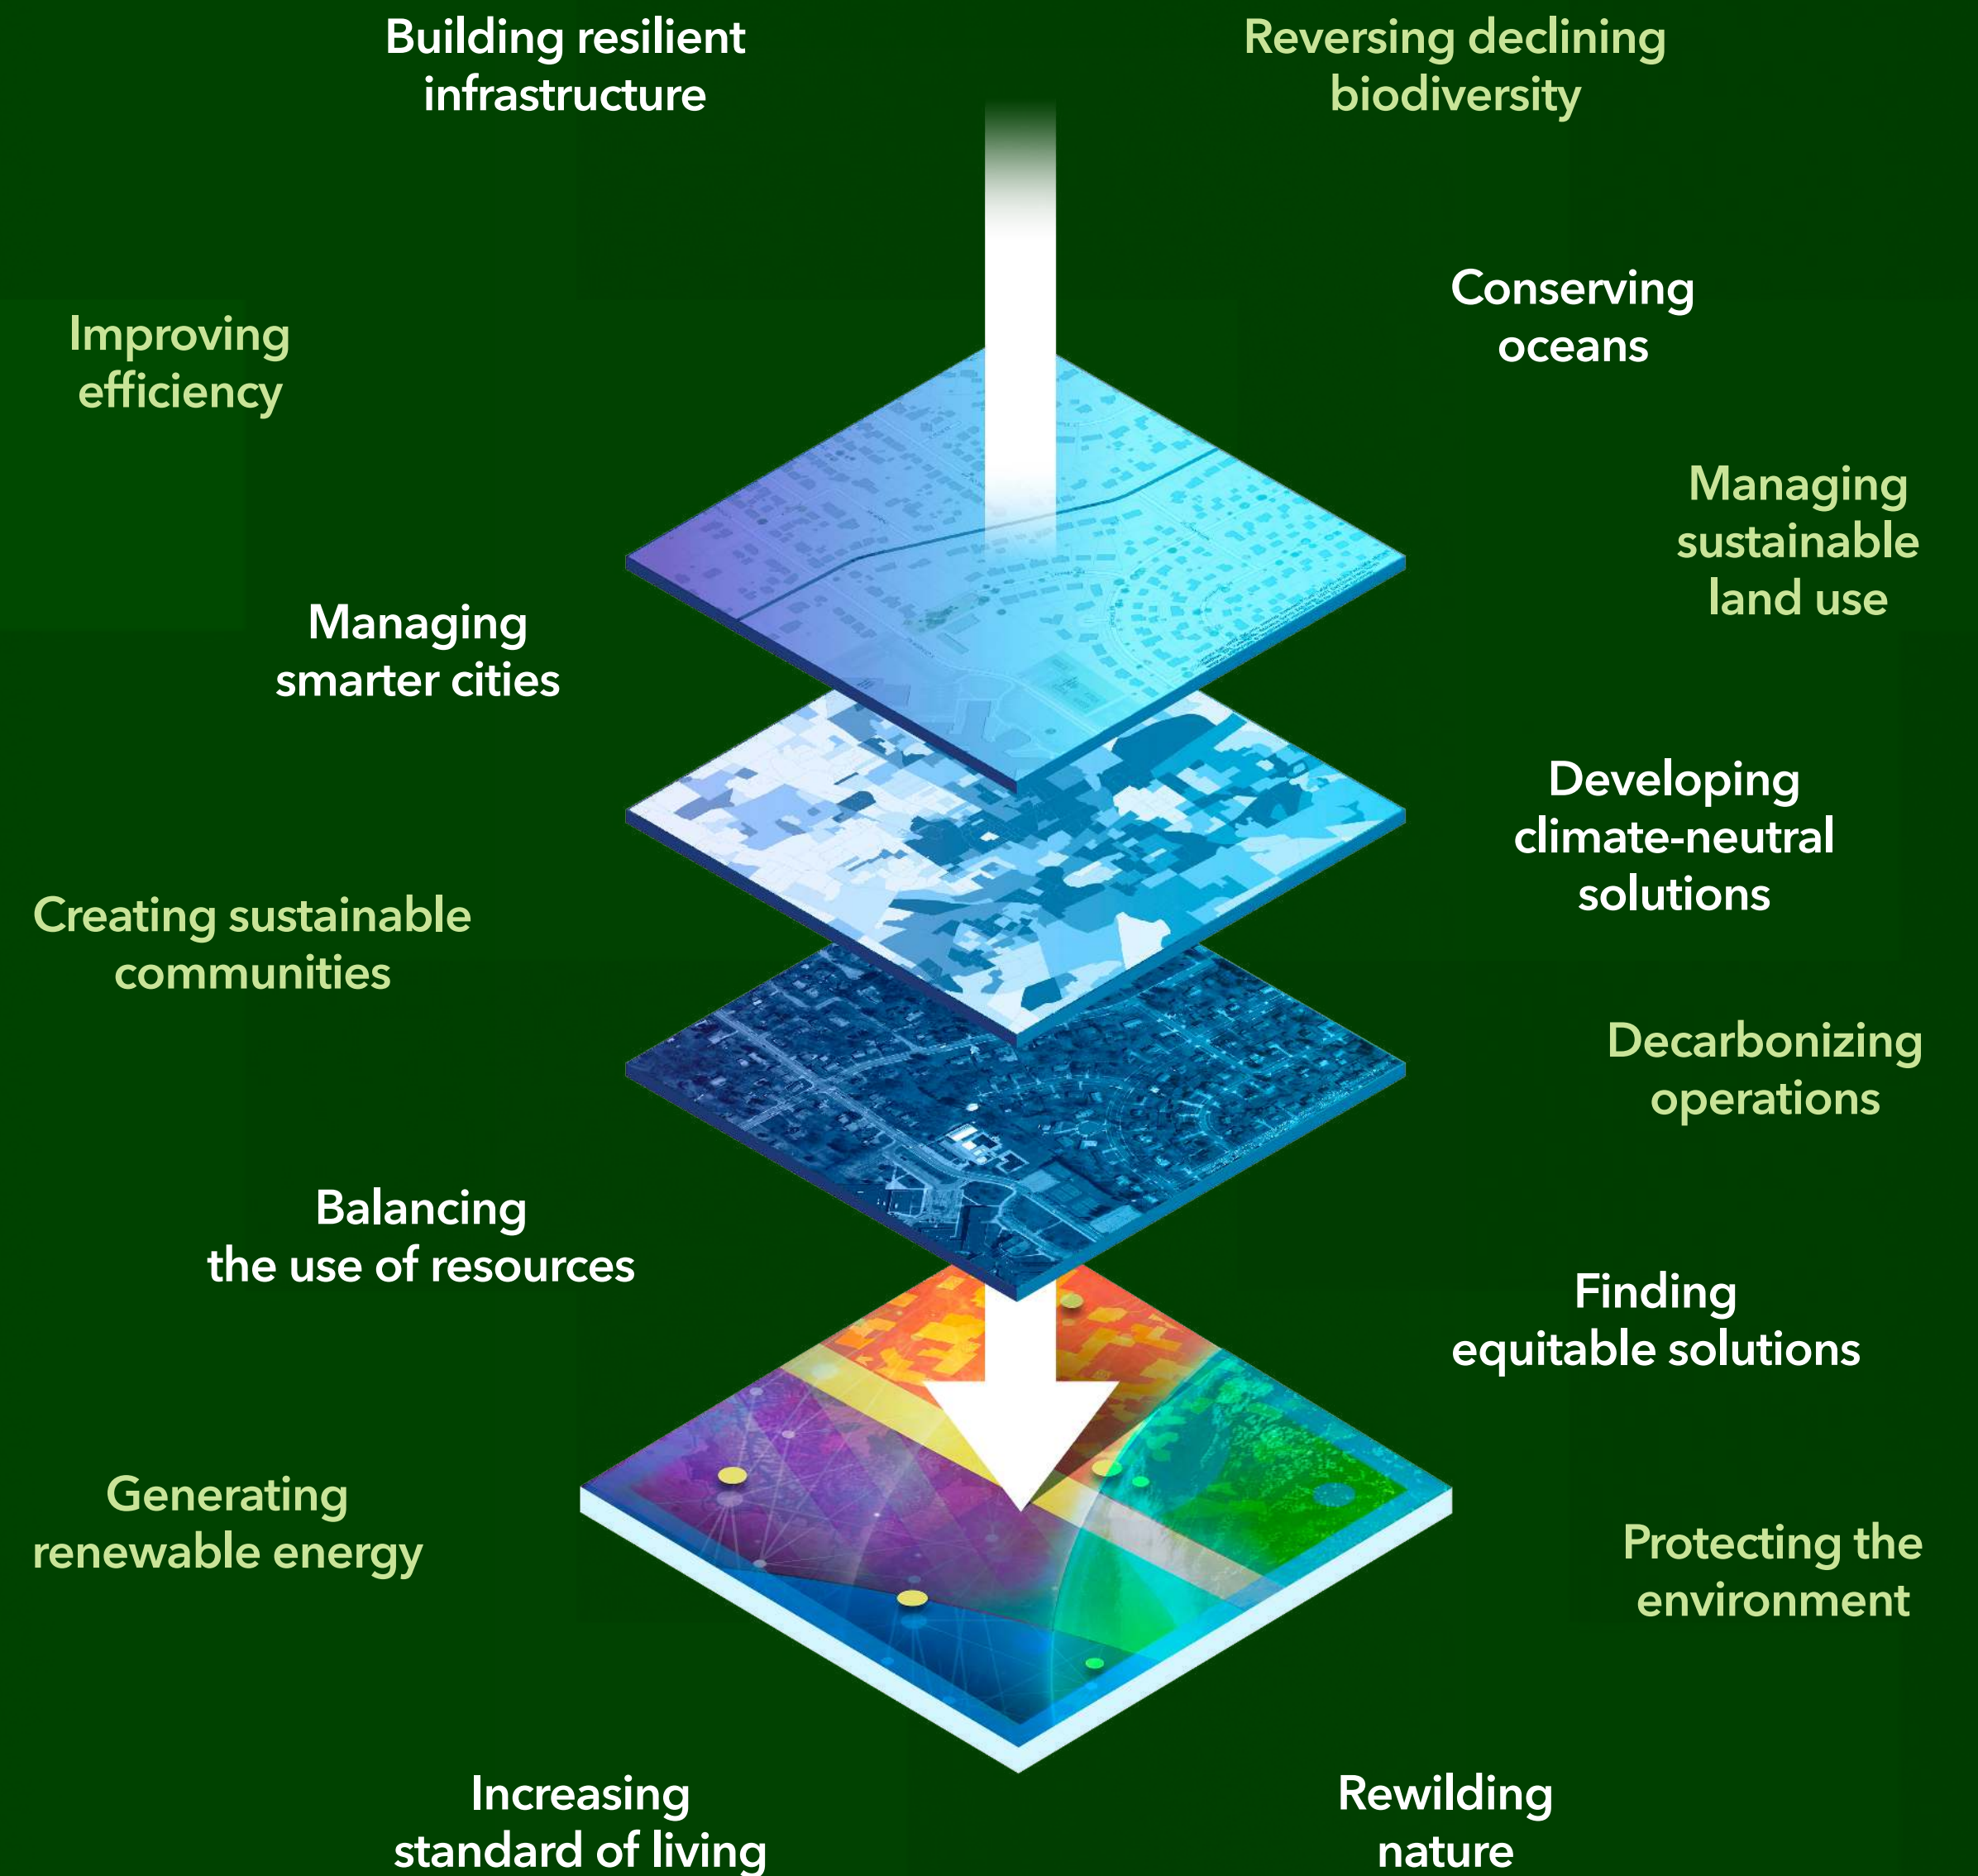 Building resilient
infrastructure
Reversing declining
biodiversity
Conserving
oceans
Improving
efficiency
Managing
sustainable
land use
Managing
smarter cities
Developing
climate-neutral
solutions
Creating sustainable
communities
Decarbonizing
operations
Balancing
the use of resources
Finding
equitable solutions
Generating
renewable energy
Protecting the
environment
Increasing
standard of living
Rewilding
nature